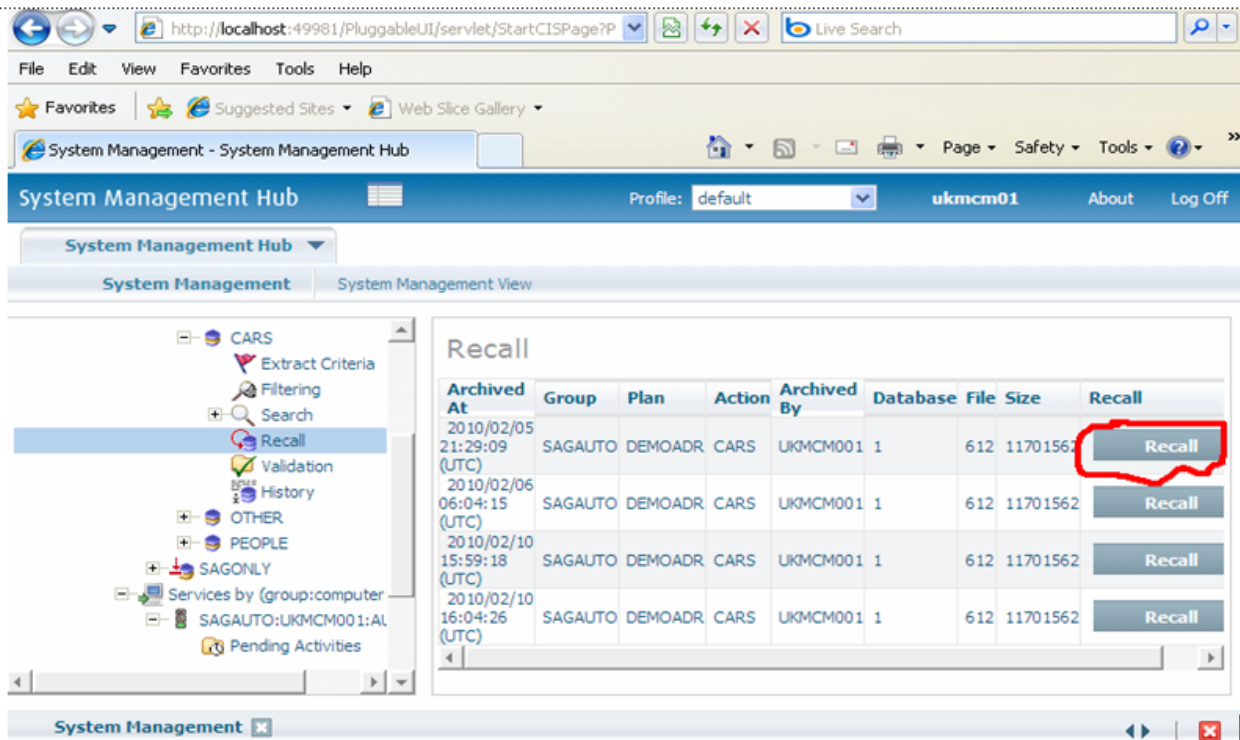 http://localhost:49981/PluggableUI/servlet/StartCISPage?P
Live Search
File Edit View Favorites Tools Help
Favorites Suggested Sites Web Slice Gallery
System Management - System Management Hub
Page Safety Tools »
System Management Hub Profile: default ukmcm01 About Log Off
System Management Hub
System Management System Management View
CARS
Extract Criteria
Filtering
Search
Recall
Validation
History
OTHER
PEOPLE
SAGONLY
Services by (group:computer
SAGAUTO:UKMCM001:AU
Pending Activities
Recall
Archived At Group Plan Action Archived By Database File Size Recall
2010/02/05 21:29:09 (UTC) SAGAUTO DEMOADR CARS UKMCM001 1 612 11701562 Recall
2010/02/06 06:04:15 (UTC) SAGAUTO DEMOADR CARS UKMCM001 1 612 11701562 Recall
2010/02/10 15:59:18 (UTC) SAGAUTO DEMOADR CARS UKMCM001 1 612 11701562 Recall
2010/02/10 16:04:26 (UTC) SAGAUTO DEMOADR CARS UKMCM001 1 612 11701562 Recall
System Management